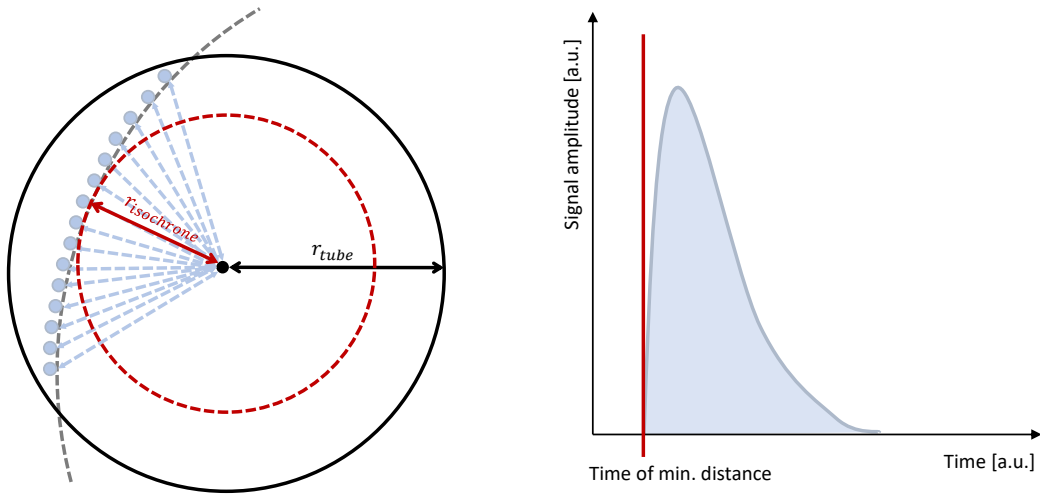 r_isochrone
r_tube
Signal amplitude [a.u.]
Time of min. distance
Time [a.u.]